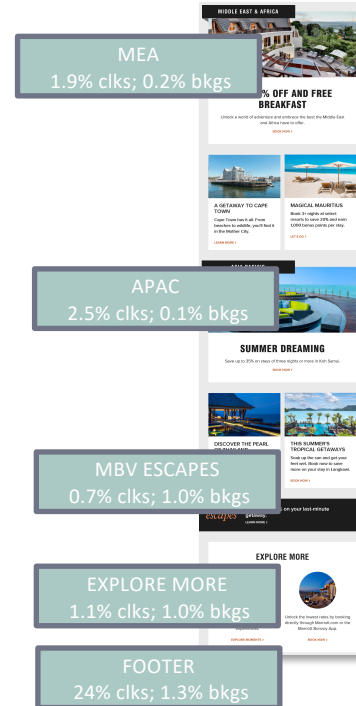 MIDDLE EAST & AFRICA
MEA
1.9% clks; 0.2% bkgs
% OFF AND FREE
BREAKFAST
Unlock a world of adventure and embrace the best the Middle East
and Africa have to offer.
BOOK NOW >
A GETAWAY TO CAPE
TOWN
Cape Town has it all. From
beaches to wildlife, you'll find it
in the Mother City.
LEARN MORE >
MAGICAL MAURITIUS
Book 3+ nights at select
resorts to save 20% and earn
1,000 bonus points per stay.
LET'S GO >
APAC
2.5% clks; 0.1% bkgs
SUMMER DREAMING
Save up to 35% on stays of three nights or more in Koh Samui.
BOOK NOW >
DISCOVER THE PEARL
THIS SUMMER'S
TROPICAL GETAWAYS
Soak up the sun and get your
feet wet. Book now to save
more on your stay in Langkawi.
BOOK NOW >
MBV ESCAPES
0.7% clks; 1.0% bkgs
escapes
on your last-minute
getaway.
LEARN MORE >
EXPLORE MORE
EXPLORE MORE
1.1% clks; 1.0% bkgs
EXPLORE MOMENTS >
Unlock the lowest rates by booking
directly through Marriott.com or the
Marriott Bonvoy App.
BOOK NOW >
FOOTER
24% clks; 1.3% bkgs